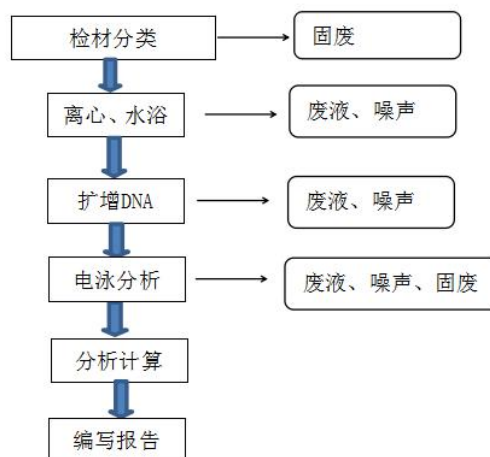 检材分类
固废
离心、水浴
废液、噪声
扩增DNA
废液、噪声
电泳分析
废液、噪声、固废
分析计算
编写报告